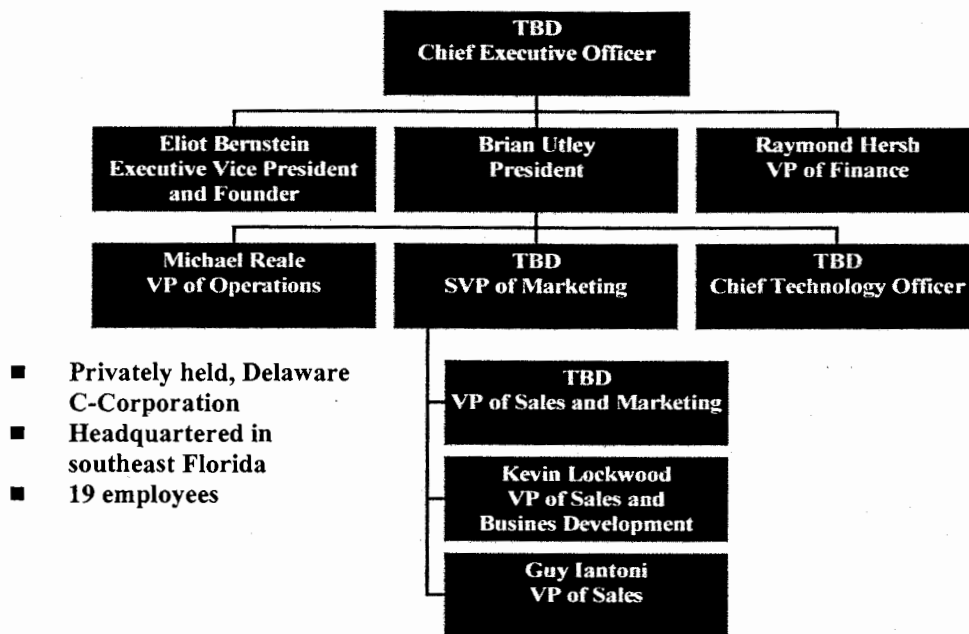 TBD
Chief Executive Officer
Eliot Bernstein
Executive Vice President
and Founder
Brian Utley
President
Raymond Hersh
VP of Finance
Michael Reale
VP of Operations
TBD
SVP of Marketing
TBD
Chief Technology Officer
■ Privately held, Delaware
C-Corporation
■ Headquartered in
southeast Florida
■ 19 employees
TBD
VP of Sales and Marketing
Kevin Lockwood
VP of Sales and
Busines Development
Guy Iantoni
VP of Sales